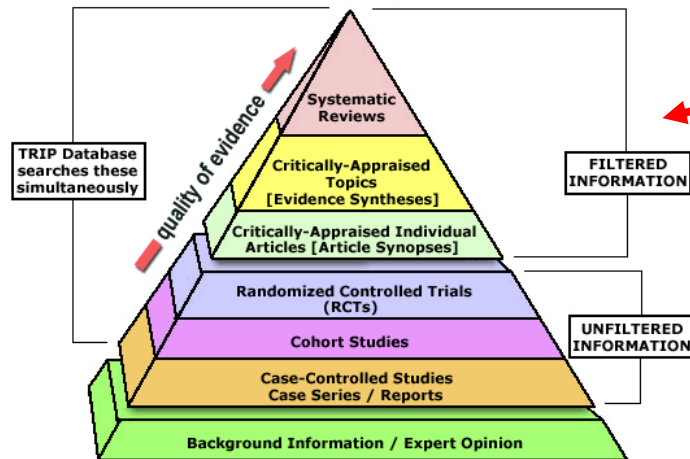 Systematic
Reviews
quality of evidence
TRIP Database
searches these
simultaneously
Critically-Appraised
Topics
[Evidence Syntheses]
FILTERED
INFORMATION
Critically-Appraised Individual
Articles [Article Synopses]
Randomized Controlled Trials
(RCTs)
UNFILTERED
INFORMATION
Cohort Studies
Case-Controlled Studies
Case Series / Reports
Background Information / Expert Opinion